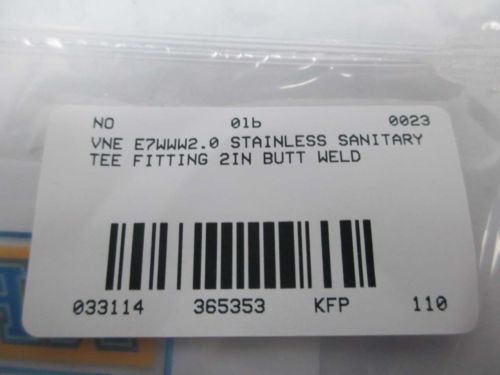 NO 01b 0023
VNE E7WWW2.0 STAINLESS SANITARY
TEE FITTING 2IN BUTT WELD
033114 365353 KFP 110